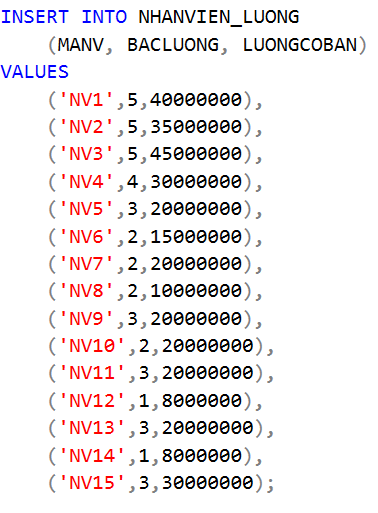 INSERT INTO NHANVIEN_LUONG
(MANV, BACLUONG, LUONGCOBAN)
VALUES
('NV1',5,40000000),
('NV2',5,35000000),
('NV3',5,45000000),
('NV4',4,30000000),
('NV5',3,20000000),
('NV6',2,15000000),
('NV7',2,20000000),
('NV8',2,10000000),
('NV9',3,20000000),
('NV10',2,20000000),
('NV11',3,20000000),
('NV12',1,8000000),
('NV13',3,20000000),
('NV14',1,8000000),
('NV15',3,30000000);